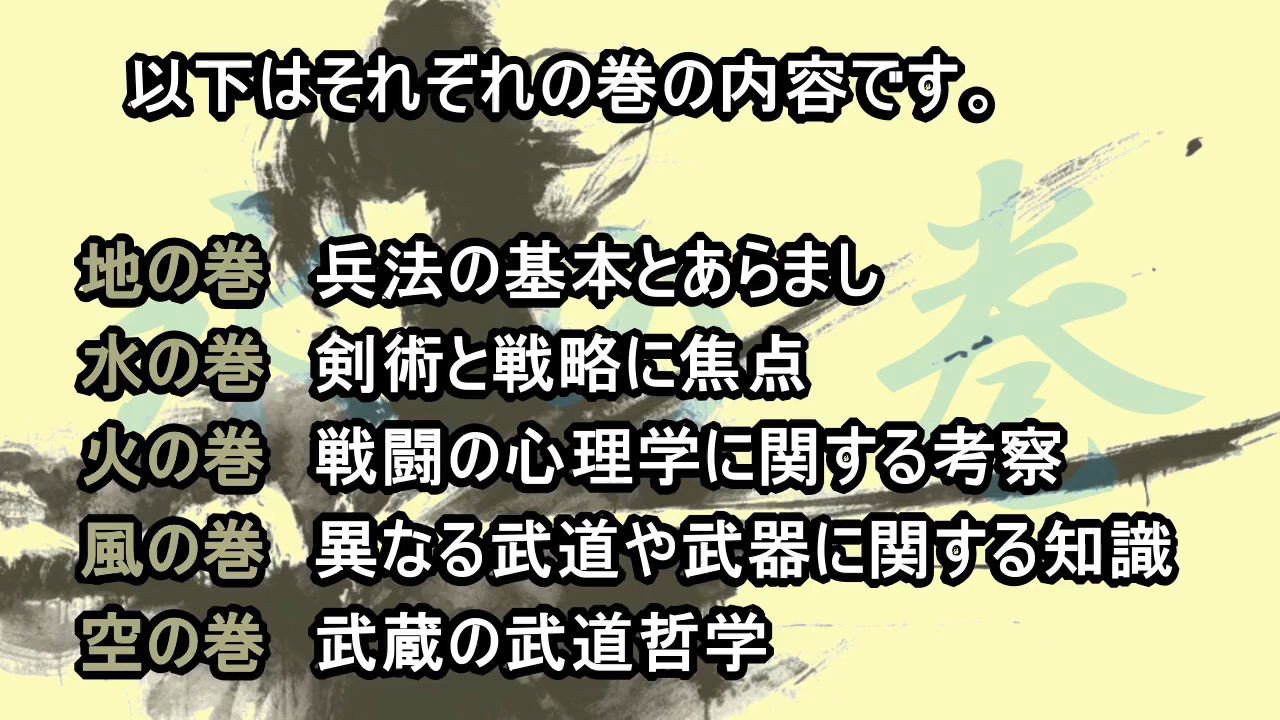 以下はそれぞれの巻の内容です。
地の巻 兵法の基本とあらまし
水の巻 剣術と戦略に焦点
火の巻 戦闘の心理学に関する考察
風の巻 異なる武道や武器に関する知識
空の巻 武蔵の武道哲学
水の巻